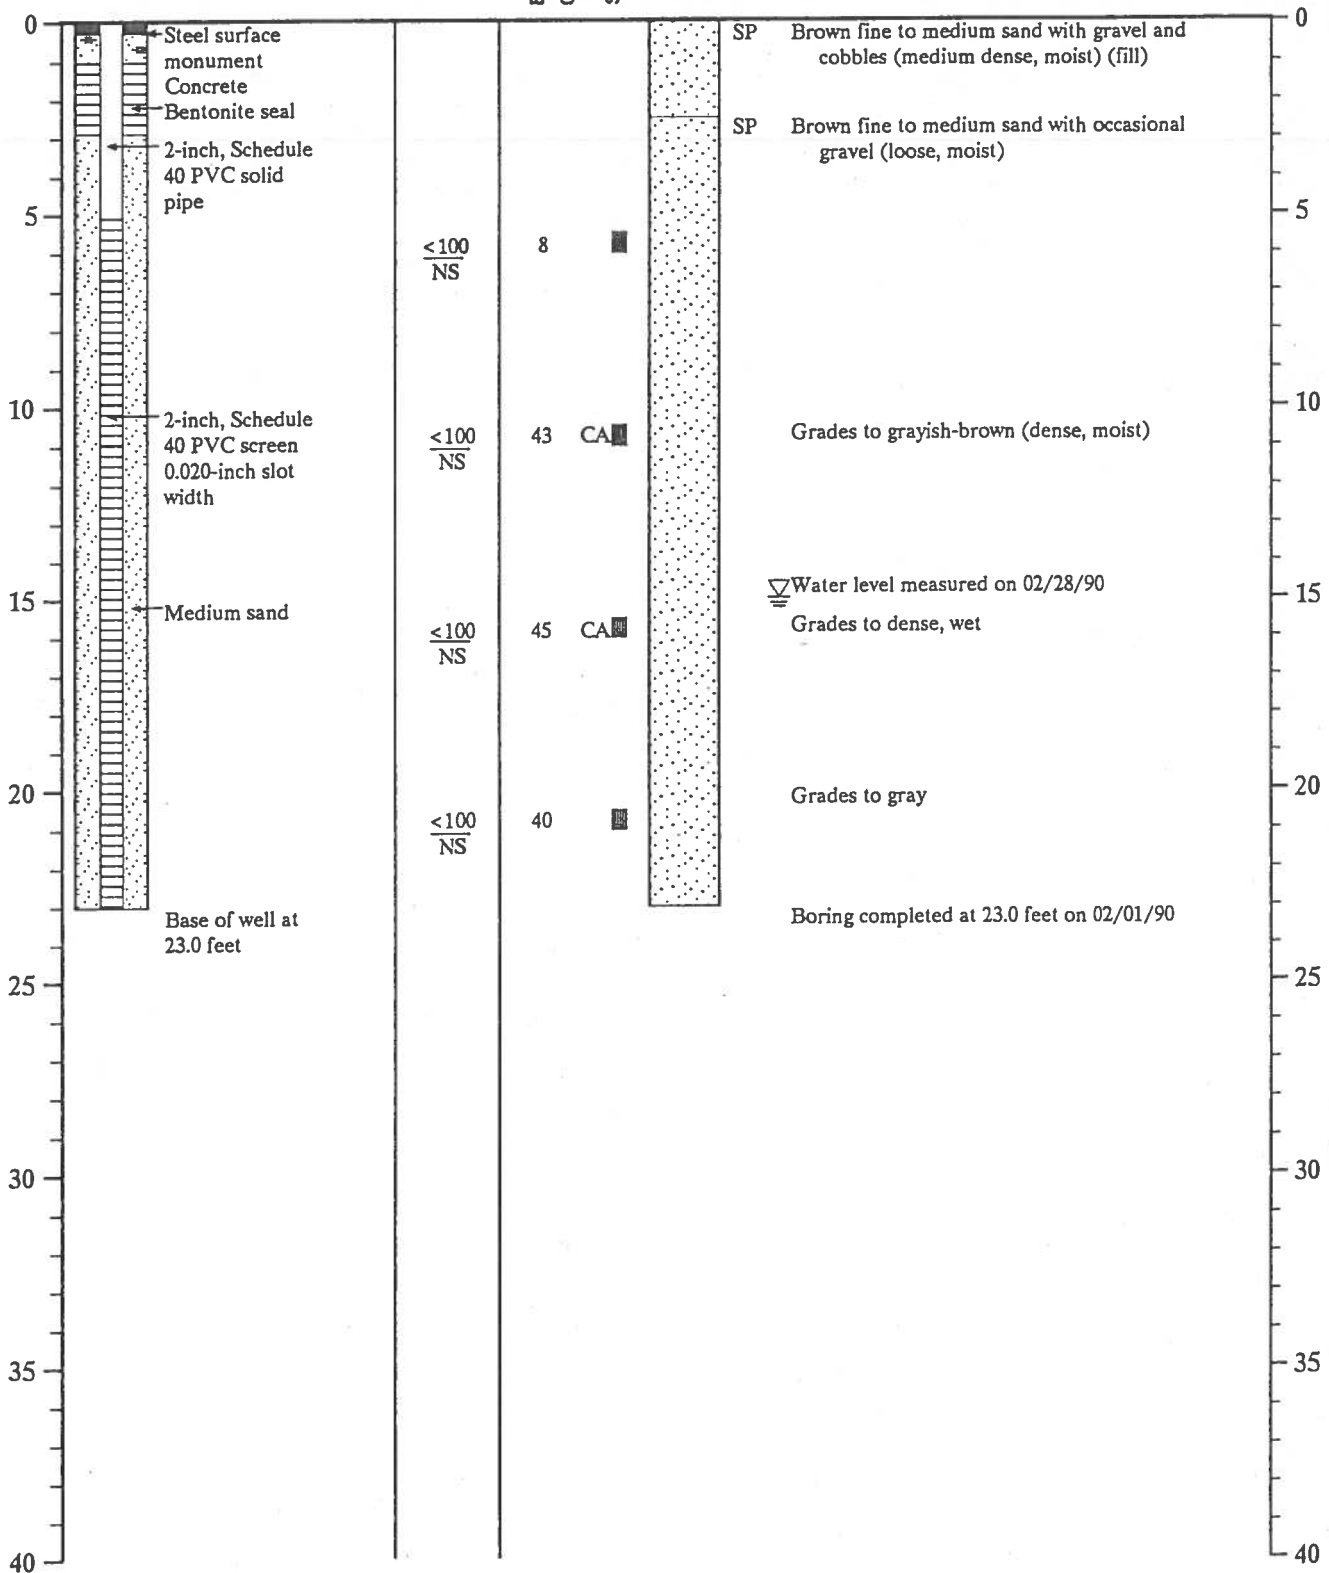 0
Steel surface
monument
Concrete
Bentonite seal
2-inch, Schedule
40 PVC solid
pipe
5
10
2-inch, Schedule
40 PVC screen
0.020-inch slot
width
15
Medium sand
20
Base of well at
23.0 feet
25
30
35
40
<100
NS
8
<100
NS
43 CA
<100
NS
45 CA
<100
NS
40
SP Brown fine to medium sand with gravel and
cobbles (medium dense, moist) (fill)
SP Brown fine to medium sand with occasional
gravel (loose, moist)
Grades to grayish-brown (dense, moist)
Water level measured on 02/28/90
Grades to dense, wet
Grades to gray
Boring completed at 23.0 feet on 02/01/90
0
5
10
15
20
25
30
35
40